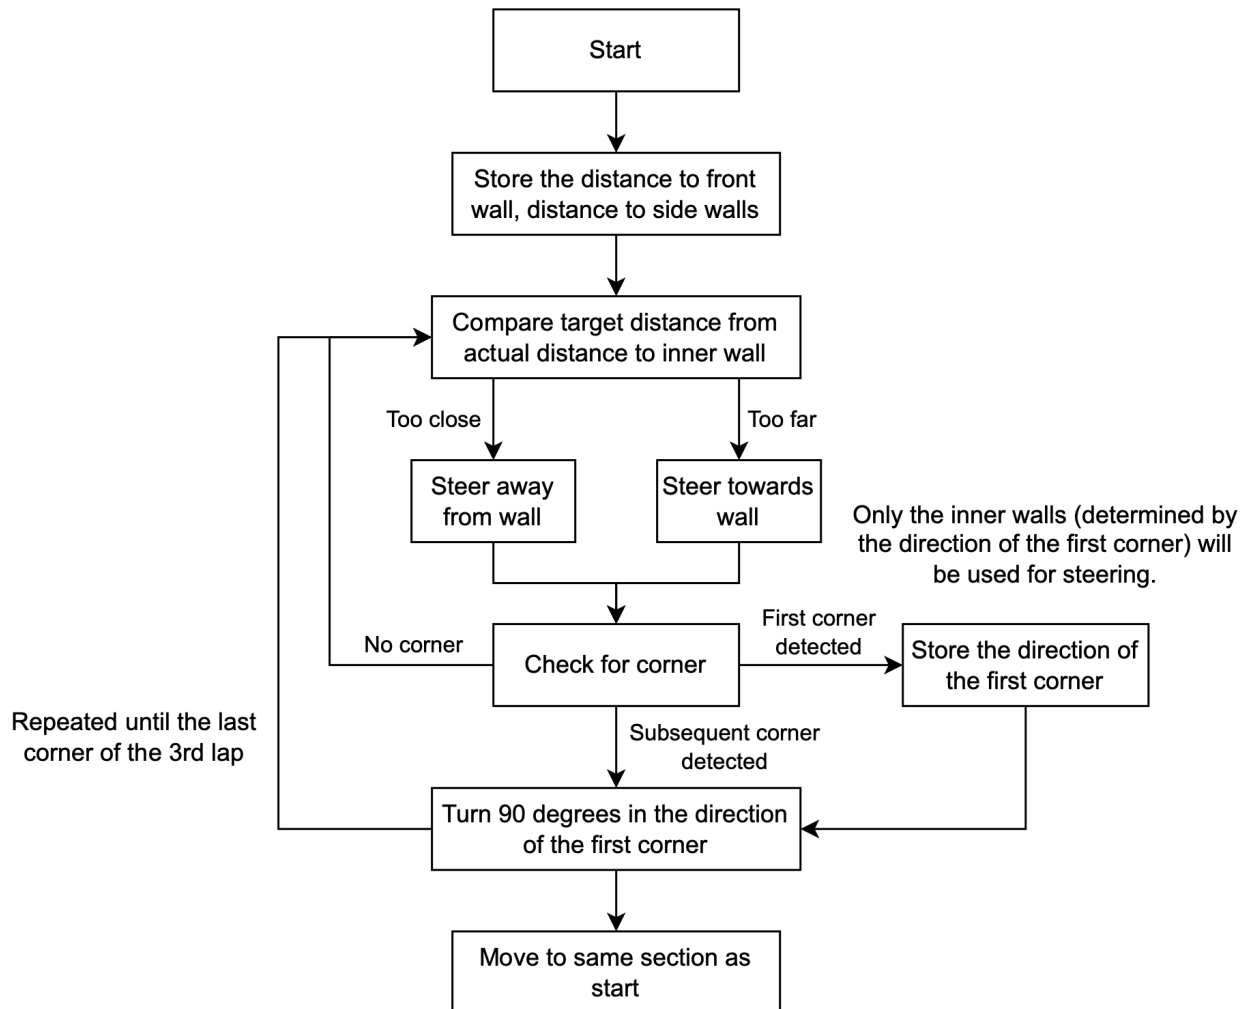 Start
Store the distance to front
wall, distance to side walls
Compare target distance from
actual distance to inner wall
Too close
Too far
Steer away
from wall
Steer towards
wall
Only the inner walls (determined by
the direction of the first corner) will
be used for steering.
No corner
Check for corner
First corner
detected
Store the direction of
the first corner
Repeated until the last
corner of the 3rd lap
Subsequent corner
detected
Turn 90 degrees in the direction
of the first corner
Move to same section as
start